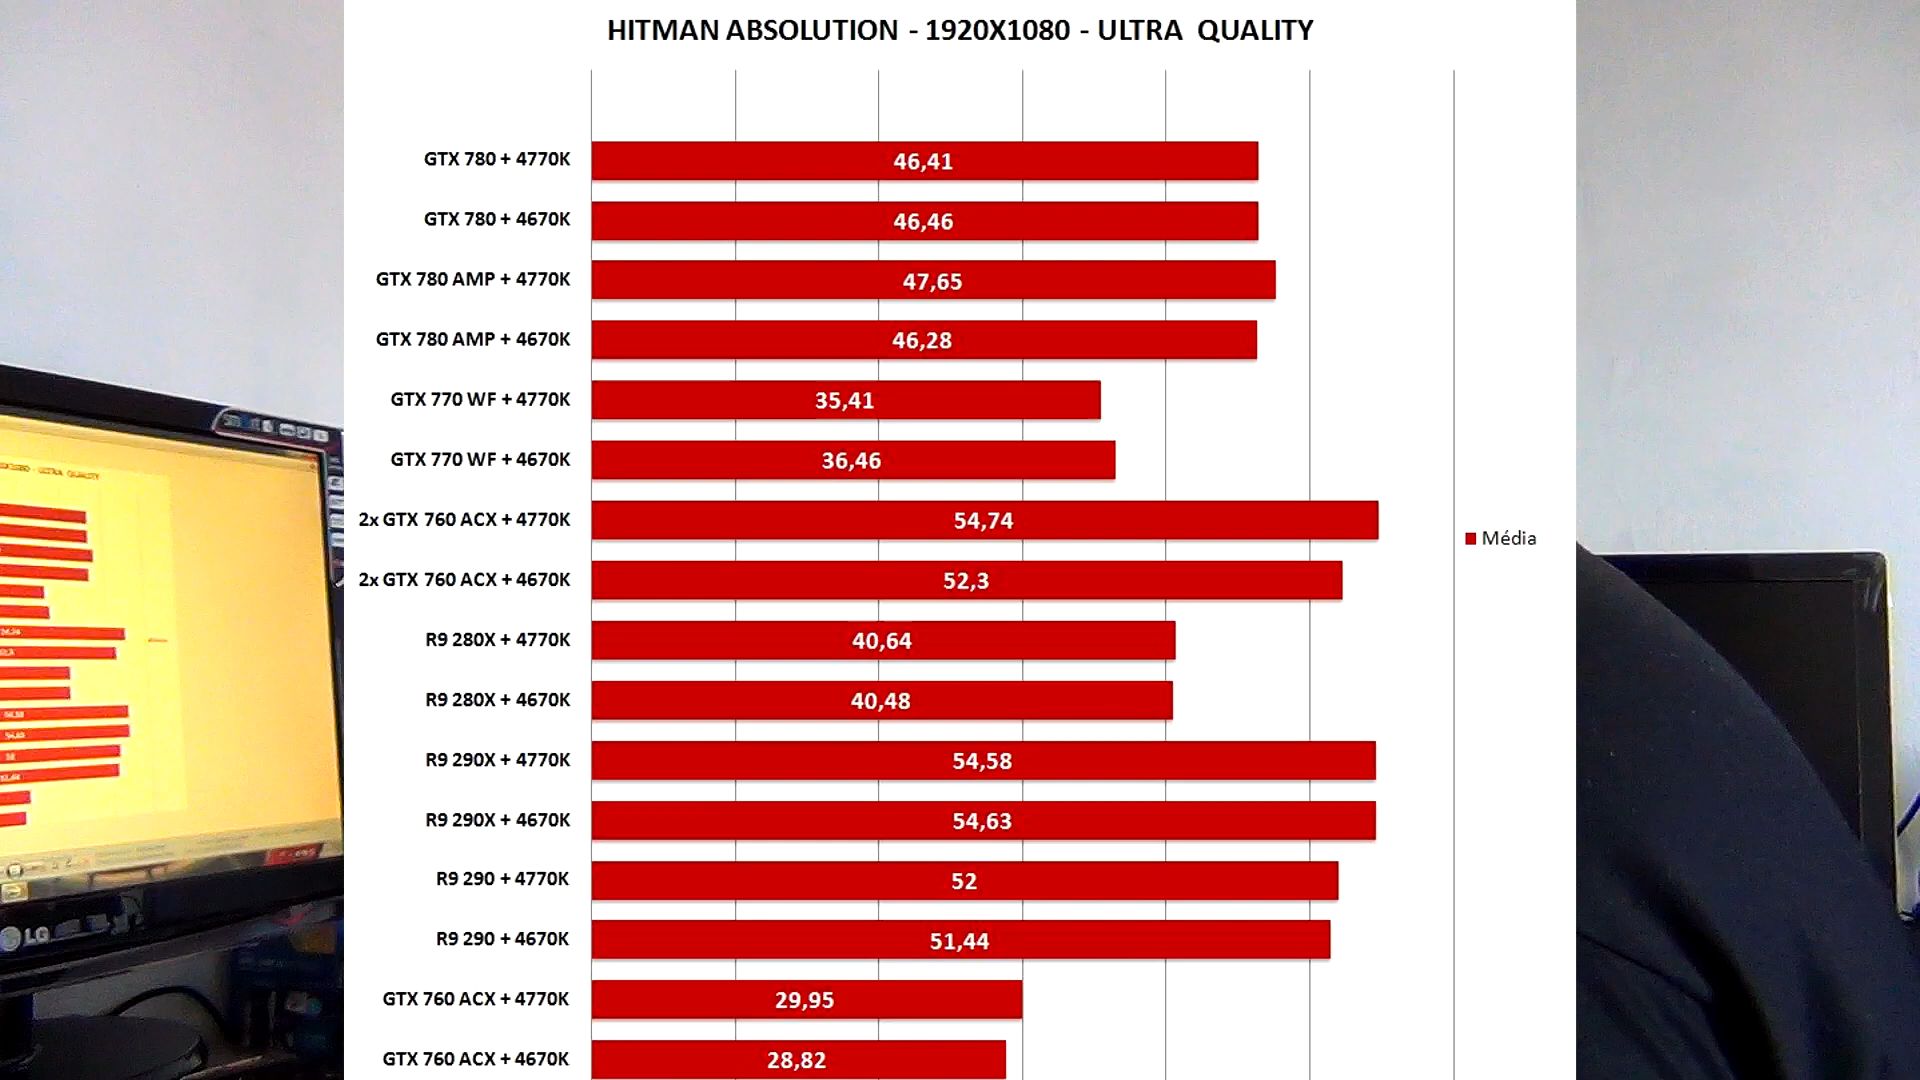 HITMAN ABSOLUTION - 1920X1080 - ULTRA QUALITY
GTX 780 + 4770K 46,41
GTX 780 + 4670K 46,46
GTX 780 AMP + 4770K 47,65
GTX 780 AMP + 4670K 46,28
GTX 770 WF + 4770K 35,41
GTX 770 WF + 4670K 36,46
2x GTX 760 ACX + 4770K 54,74
2x GTX 760 ACX + 4670K 52,3
R9 280X + 4770K 40,64
R9 280X + 4670K 40,48
R9 290X + 4770K 54,58
R9 290X + 4670K 54,63
R9 290 + 4770K 52
R9 290 + 4670K 51,44
GTX 760 ACX + 4770K 29,95
GTX 760 ACX + 4670K 28,82
Média
ULTRA QUALITY
LG